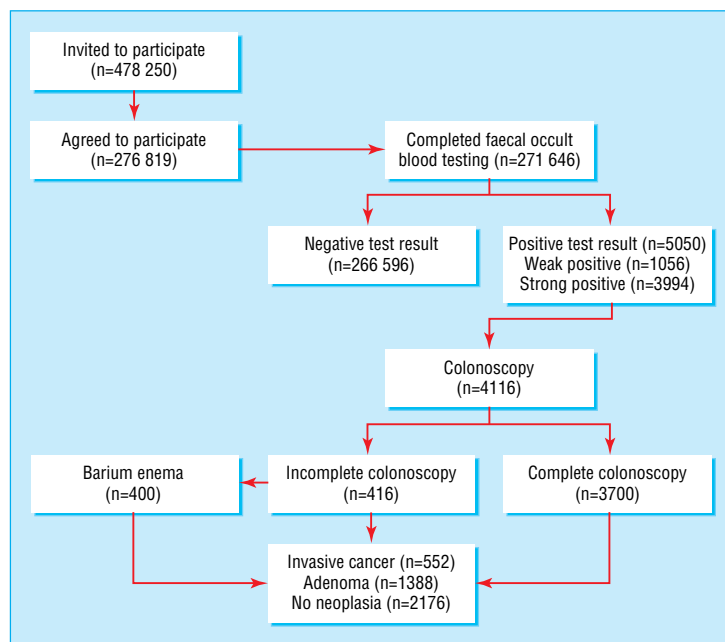 Invited to participate
(n=478 250)
Agreed to participate
(n=276 819)
Completed faecal occult
blood testing (n=271 646)
Negative test result
(n=266 596)
Positive test result (n=5050)
Weak positive (n=1056)
Strong positive (n=3994)
Colonoscopy
(n=4116)
Barium enema
(n=400)
Incomplete colonoscopy
(n=416)
Complete colonoscopy
(n=3700)
Invasive cancer (n=552)
Adenoma (n=1388)
No neoplasia (n=2176)